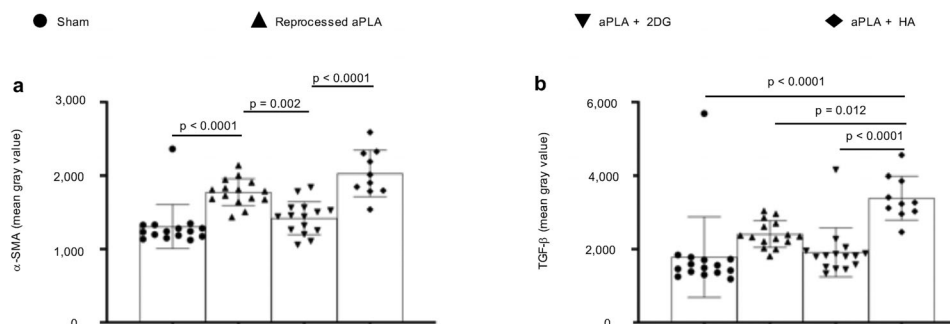 Sham
Reprocessed aPLA
aPLA + 2DG
aPLA + HA
a
α-SMA (mean gray value)
3,000
2,000
1,000
0
p < 0.0001
p = 0.002
p < 0.0001
b
TGF-β (mean gray value)
6,000
4,000
2,000
0
p < 0.0001
p = 0.012
p < 0.0001